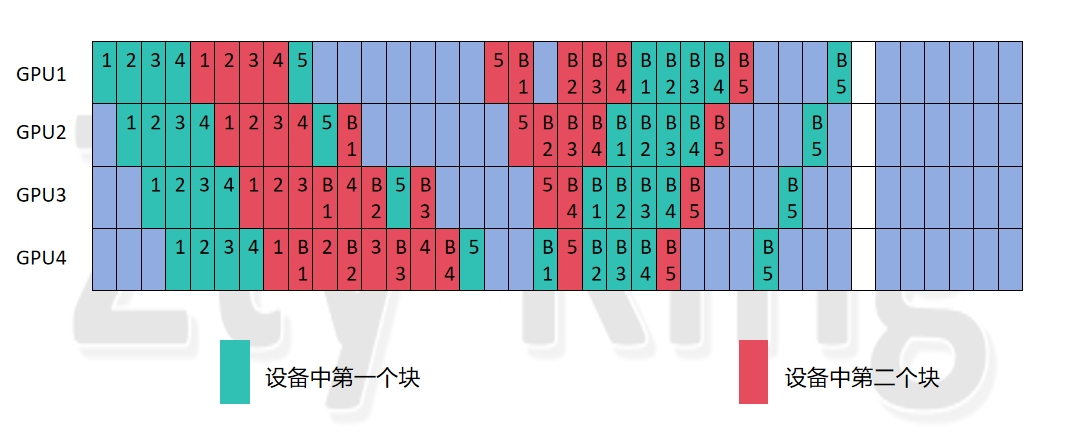 GPU1 1 2 3 4 1 2 3 4 5 5 B1 B2 B3 B4 B1 B2 B3 B4 B5 B5
GPU2 1 2 3 4 1 2 3 4 5 B1 5 B2 B3 B4 B1 B2 B3 B4 B5 B5
GPU3 1 2 3 4 1 2 3 B1 4 B2 5 B3 5 B4 B1 B2 B3 B4 B5 B5
GPU4 1 2 3 4 1 B1 2 B2 3 B3 4 B4 5 B1 5 B2 B3 B4 B5 B5
Zty King
设备中第一个块 设备中第二个块